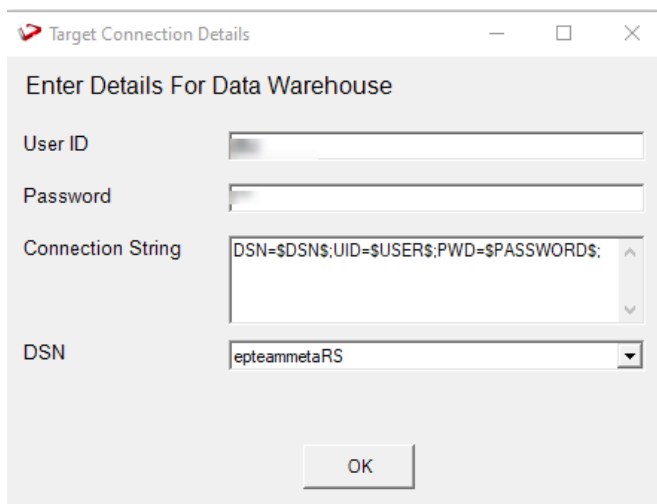 Target Connection Details
Enter Details For Data Warehouse
User ID
Password
Connection String
DSN=$DSN$;UID=$USER$;PWD=$PASSWORD$;
DSN
epteammetaRS
OK